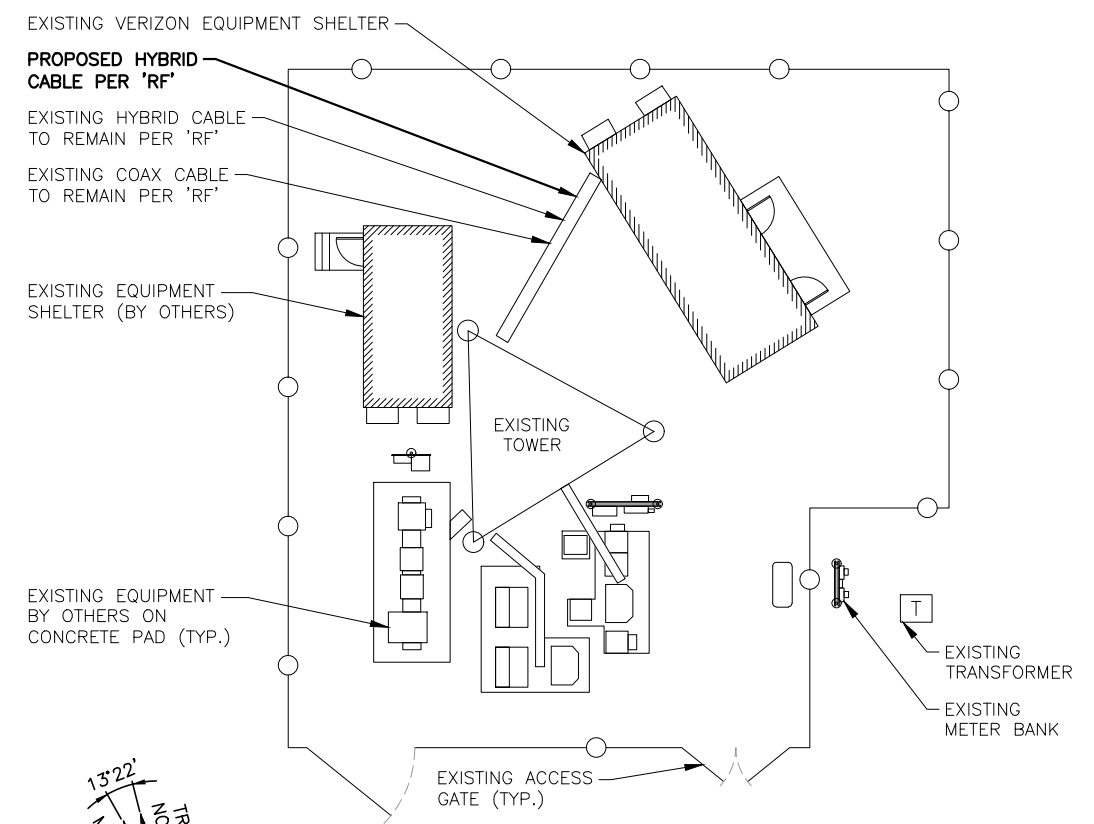 EXISTING VERIZON EQUIPMENT SHELTER
PROPOSED HYBRID
CABLE PER 'RF'
EXISTING HYBRID CABLE
TO REMAIN PER 'RF'
EXISTING COAX CABLE
TO REMAIN PER 'RF'
EXISTING EQUIPMENT
SHELTER (BY OTHERS)
EXISTING
TOWER
EXISTING EQUIPMENT
BY OTHERS ON
CONCRETE PAD (TYP.)
T
EXISTING
TRANSFORMER
EXISTING
METER BANK
EXISTING ACCESS
GATE (TYP.)
13°22'